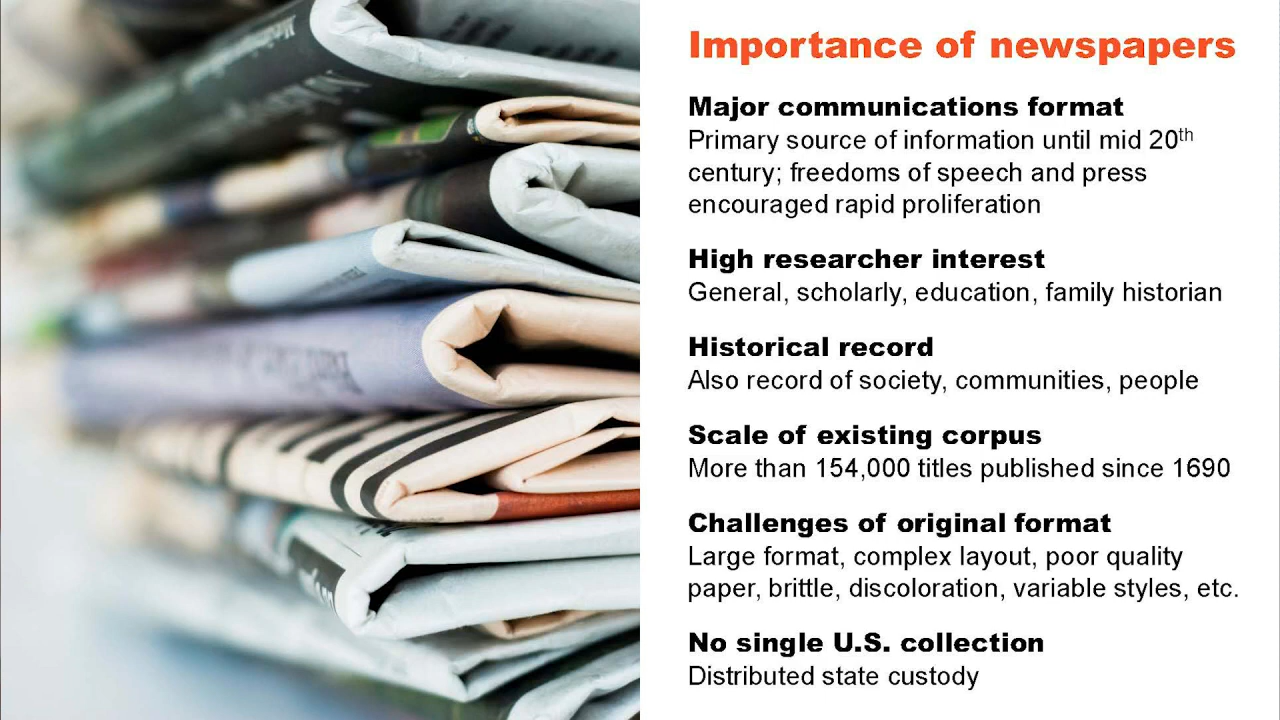 Importance of newspapers
Major communications format
Primary source of information until mid 20th
century; freedoms of speech and press
encouraged rapid proliferation
High researcher interest
General, scholarly, education, family historian
Historical record
Also record of society, communities, people
Scale of existing corpus
More than 154,000 titles published since 1690
Challenges of original format
Large format, complex layout, poor quality
paper, brittle, discoloration, variable styles, etc.
No single U.S. collection
Distributed state custody